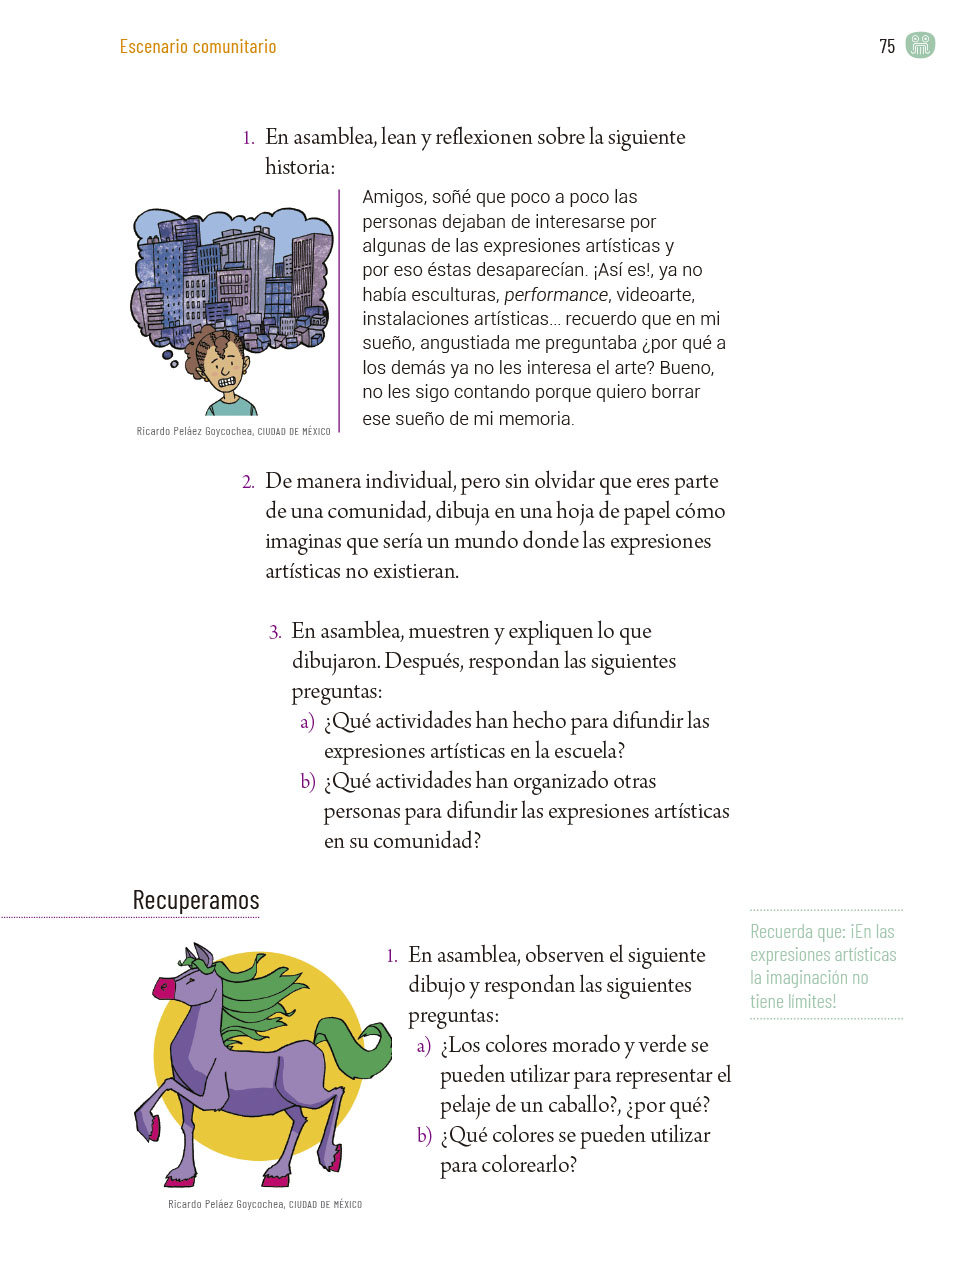 Escenario comunitario
75
1. En asamblea, lean y reflexionen sobre la siguiente
historia:
Amigos, soñé que poco a poco las
personas dejaban de interesarse por
algunas de las expresiones artísticas y
por eso éstas desaparecían. ¡Así es!, ya no
había esculturas, performance, videoarte,
instalaciones artísticas... recuerdo que en mi
sueño, angustiada me preguntaba ¿por qué a
los demás ya no les interesa el arte? Bueno,
no les sigo contando porque quiero borrar
ese sueño de mi memoria.
Ricardo Peláez Goycochea, CIUDAD DE MÉXICO
2. De manera individual, pero sin olvidar que eres parte
de una comunidad, dibuja en una hoja de papel cómo
imaginas que sería un mundo donde las expresiones
artísticas no existieran.
3. En asamblea, muestren y expliquen lo que
dibujaron. Después, respondan las siguientes
preguntas:
a) ¿Qué actividades han hecho para difundir las
expresiones artísticas en la escuela?
b) ¿Qué actividades han organizado otras
personas para difundir las expresiones artísticas
en su comunidad?
Recuperamos
1. En asamblea, observen el siguiente
dibujo y respondan las siguientes
preguntas:
a) ¿Los colores morado y verde se
pueden utilizar para representar el
pelaje de un caballo?, ¿por qué?
b) ¿Qué colores se pueden utilizar
para colorearlo?
Recuerda que: ¡En las
expresiones artísticas
la imaginación no
tiene límites!
Ricardo Peláez Goycochea, CIUDAD DE MÉXICO